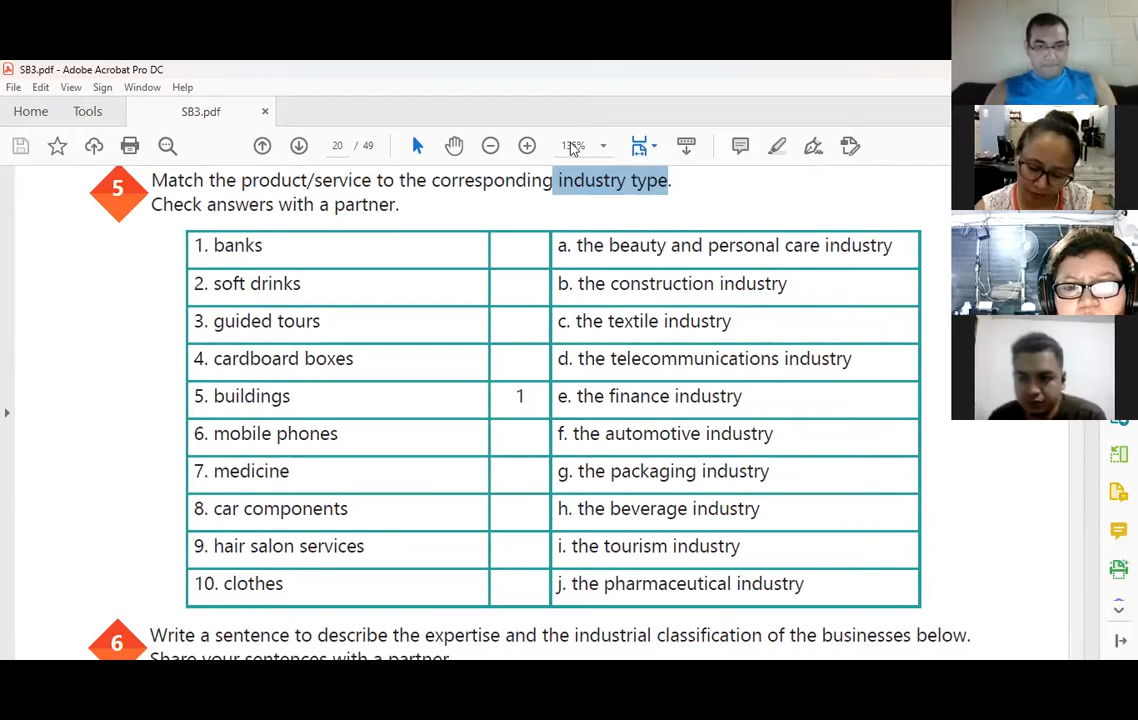 SB3.pdf - Adobe Acrobat Pro DC
File Edit View Sign Window Help
Home Tools SB3.pdf ×
20 / 49
5 Match the product/service to the corresponding industry type.
Check answers with a partner.
1. banks a. the beauty and personal care industry
2. soft drinks b. the construction industry
3. guided tours c. the textile industry
4. cardboard boxes d. the telecommunications industry
5. buildings 1 e. the finance industry
6. mobile phones f. the automotive industry
7. medicine g. the packaging industry
8. car components h. the beverage industry
9. hair salon services i. the tourism industry
10. clothes j. the pharmaceutical industry
6 Write a sentence to describe the expertise and the industrial classification of the businesses below.
Share your sentences with a partner.